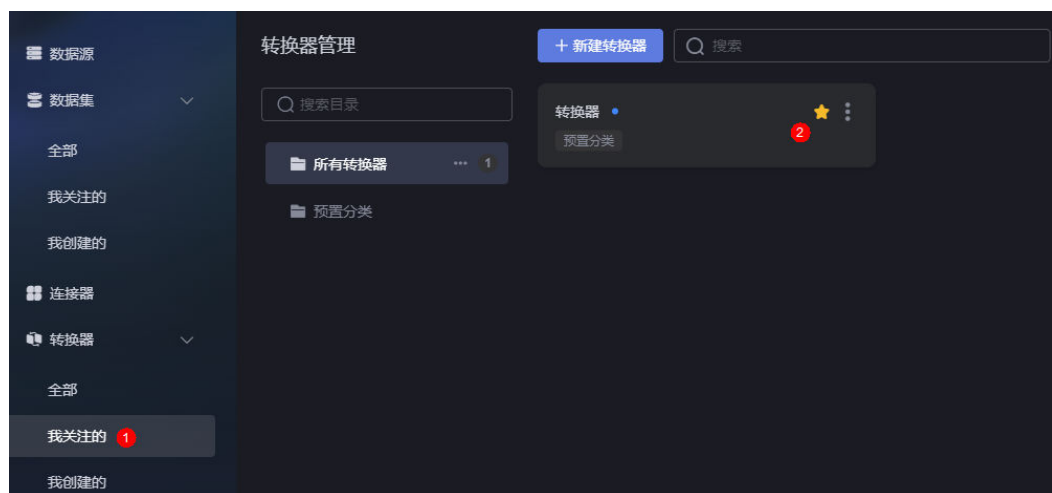 数据源
数据集
全部
我关注的
我创建的
连接器
转换器
全部
我关注的 1
我创建的
转换器管理
搜索目录
所有转换器 ··· 1
预置分类
+ 新建转换器
搜索
转换器
2
预置分类